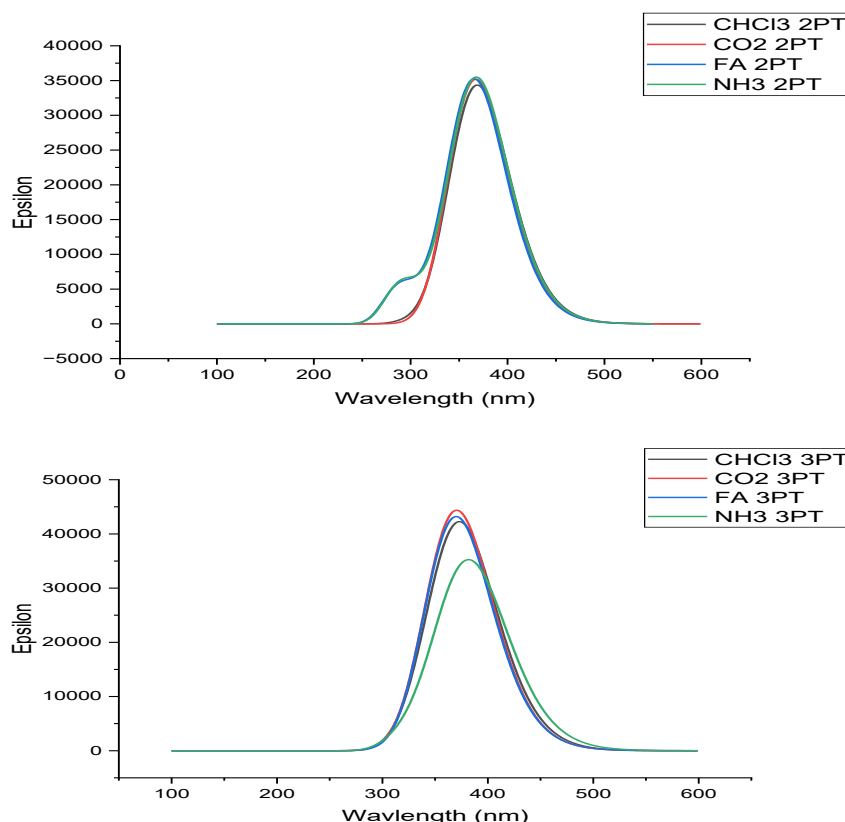 CHCl3 2PT
CO2 2PT
FA 2PT
NH3 2PT
40000
35000
30000
25000
20000
15000
10000
5000
0
−5000
Epsilon
0 100 200 300 400 500 600
Wavelength (nm)
CHCl3 3PT
CO2 3PT
FA 3PT
NH3 3PT
50000
40000
30000
20000
10000
0
Epsilon
100 200 300 400 500 600
Wavlength (nm)